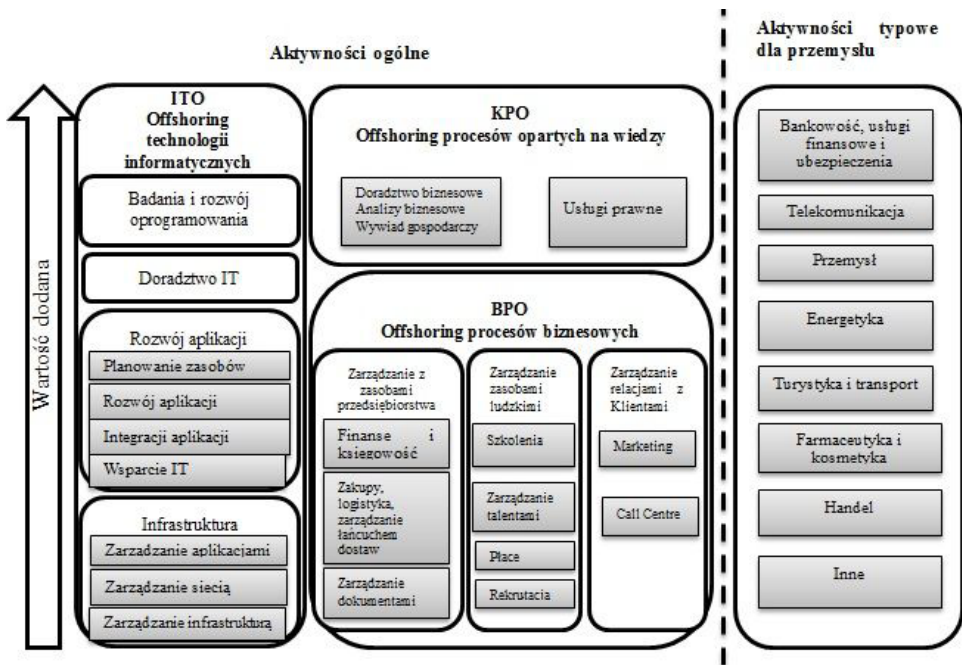 Aktywności ogólne
Aktywności typowe
dla przemysłu
Wartość dodana
ITO
Offshoring
technologii
informatycznych
Badania i rozwój
oprogramowania
Doradztwo IT
Rozwój aplikacji
Planowanie zasobów
Rozwój aplikacji
Integracji aplikacji
Wsparcie IT
Infrastruktura
Zarządzanie aplikacjami
Zarządzanie siecią
Zarządzanie infrastrukturą
KPO
Offshoring procesów opartych na wiedzy
Doradztwo biznesowe
Analizy biznesowe
Wywiad gospodarczy
Usługi prawne
BPO
Offshoring procesów biznesowych
Zarządzanie z
zasobami
przedsiębiorstwa
Finanse i
księgowość
Zakupy,
logistyka,
zarządzanie
łańcuchem
dostaw
Zarządzanie
dokumentami
Zarządzanie
zasobami
ludzkimi
Szkolenia
Zarządzanie
talentami
Płace
Rekrutacja
Zarządzanie
relacjami z
Klientami
Marketing
Call Centre
Bankowość, usługi
finansowe i
ubezpieczenia
Telekomunikacja
Przemysł
Energetyka
Turystyka i transport
Farmaceutyka i
kosmetyka
Handel
Inne